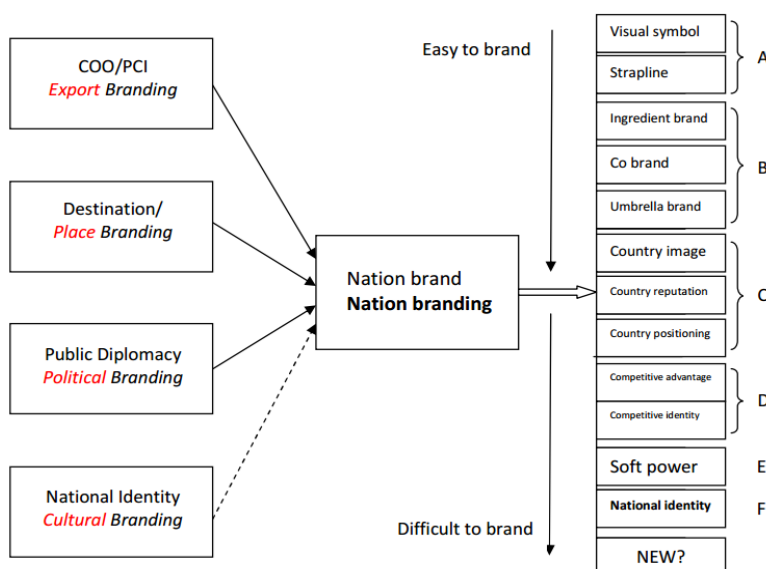 COO/PCI
Export Branding
Destination/
Place Branding
Public Diplomacy
Political Branding
National Identity
Cultural Branding
Nation brand
Nation branding
Easy to brand
Difficult to brand
Visual symbol
Strapline
A
Ingredient brand
Co brand
Umbrella brand
B
Country image
Country reputation
Country positioning
C
Competitive advantage
Competitive identity
D
Soft power
E
National identity
F
NEW?